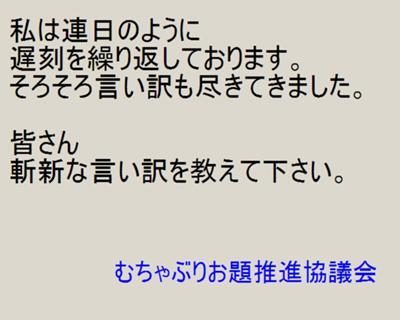 私は連日のように
遅刻を繰り返しております。
そろそろ言い訳も尽きてきました。
皆さん
斬新な言い訳を教えて下さい。
むちゃぶりお題推進協議会